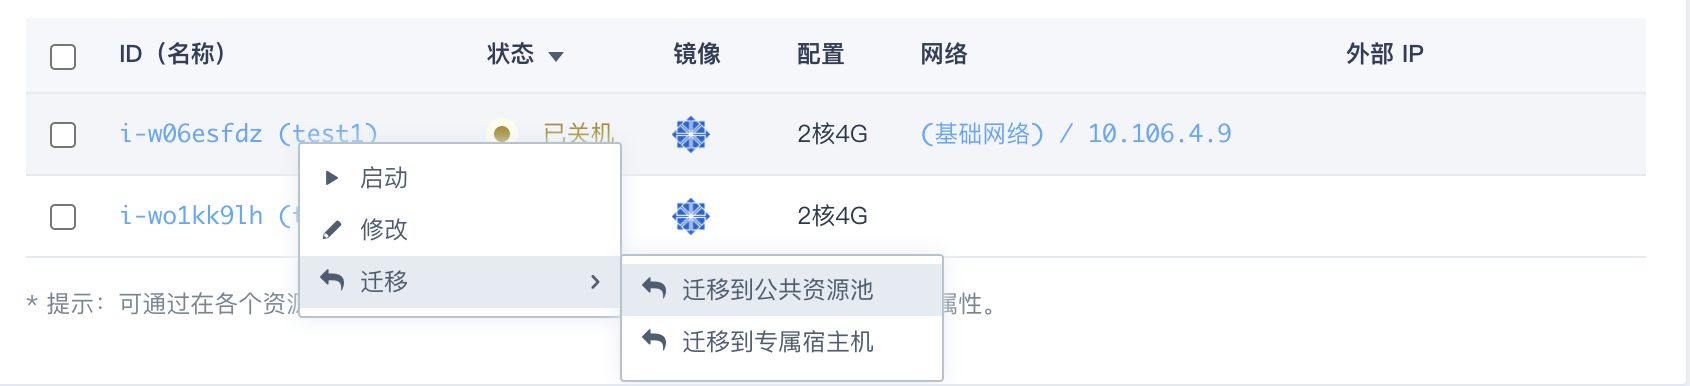 ID（名称） 状态 镜像 配置 网络 外部 IP
i-w06esfdz (test1) 已关机 2核4G (基础网络) / 10.106.4.9
启动
i-wo1kk9lh (t 2核4G
修改
迁移
* 提示：可通过在各个资 属性。
迁移到公共资源池
迁移到专属宿主机